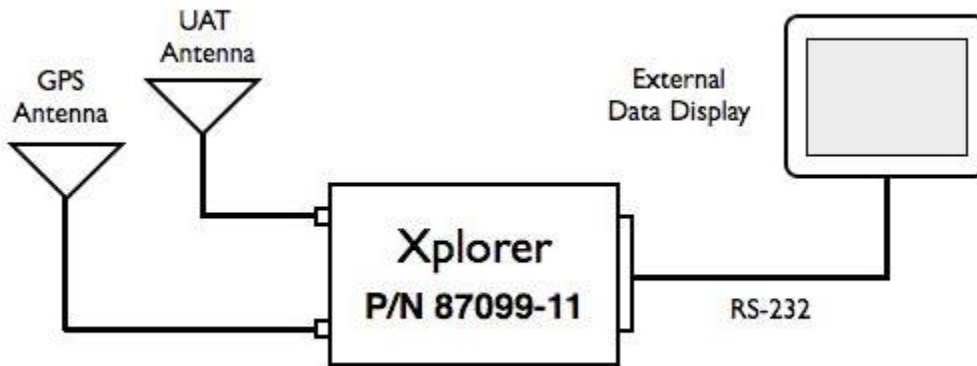 UAT
Antenna
GPS
Antenna
External
Data Display
Xplorer
P/N 87099-11
RS-232